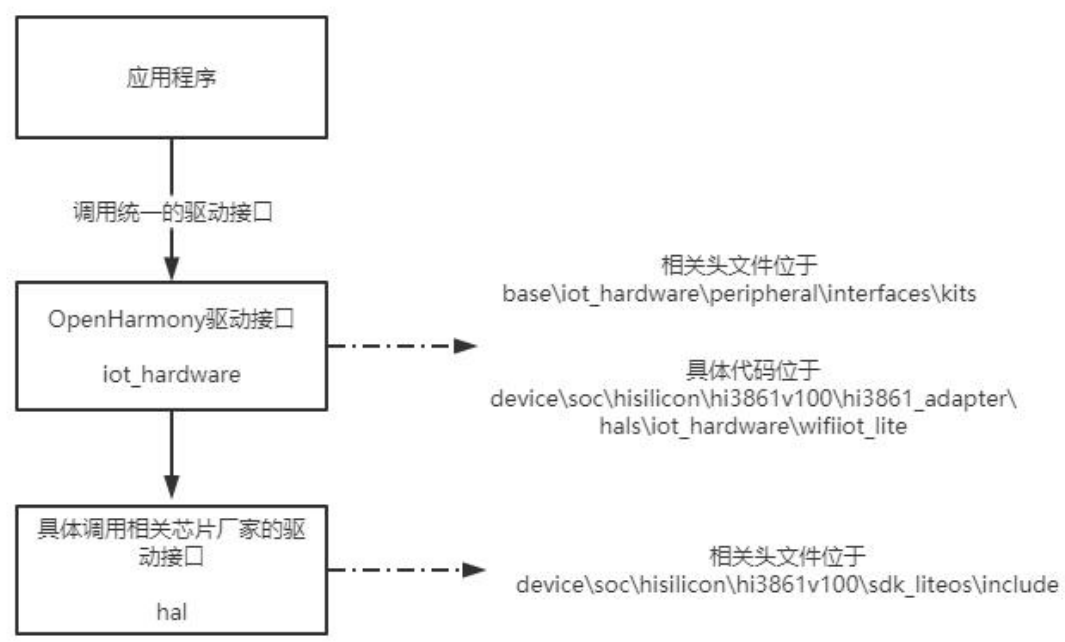 应用程序
调用统一的驱动接口
OpenHarmony驱动接口
iot_hardware
相关头文件位于
base\iot_hardware\peripheral\interfaces\kits
具体代码位于
device\soc\hisilicon\hi3861v100\hi3861_adapter\
hals\iot_hardware\wifiiot_lite
具体调用相关芯片厂家的驱
动接口
hal
相关头文件位于
device\soc\hisilicon\hi3861v100\sdk_liteos\include